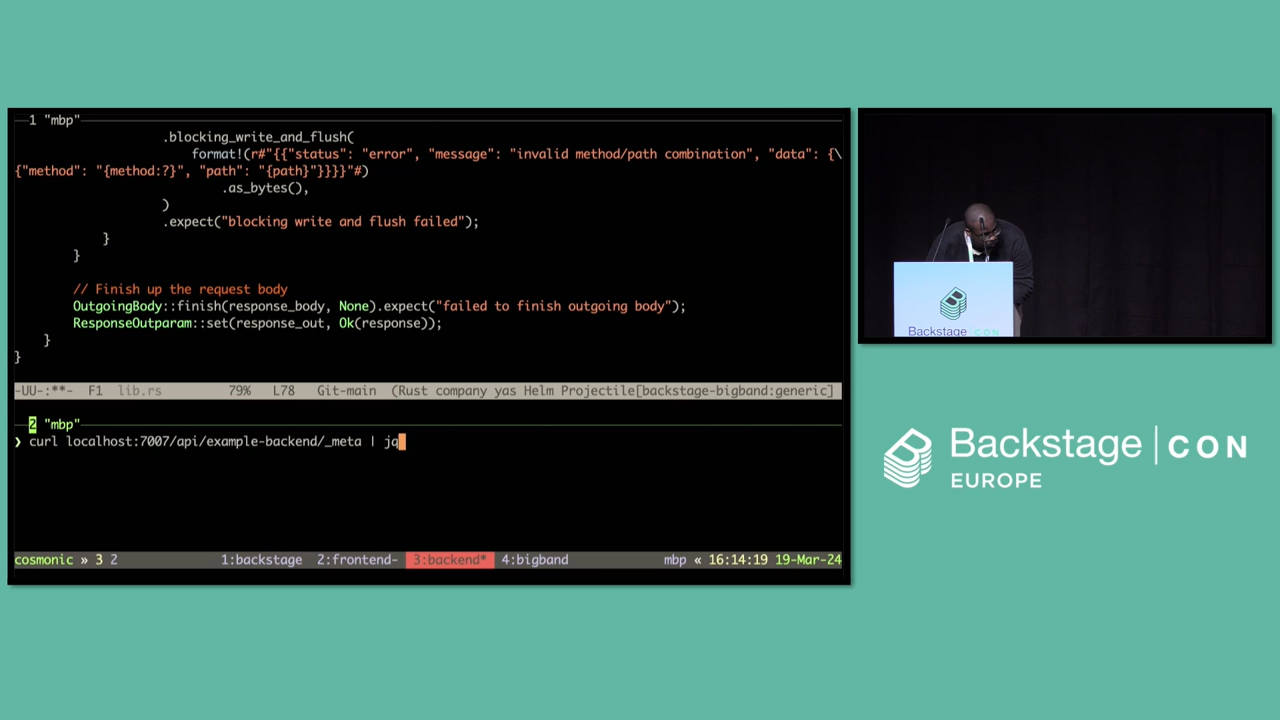 1 "mbp"
.blocking_write_and_flush(
format!(r#"{{"status": "error", "message": "invalid method/path combination", "data": {\
{"method": "{method:?}", "path": "{path}"}}}}"#)
.as_bytes(),
)
.expect("blocking write and flush failed");
}
}
// Finish up the request body
OutgoingBody::finish(response_body, None).expect("failed to finish outgoing body");
ResponseOutparam::set(response_out, Ok(response));
}
}
-UU-:**-  F1  lib.rs  79%  L78  Git-main  (Rust company yas Helm Projectile[backstage-bigband:generic]
2 "mbp"
❯ curl localhost:7007/api/example-backend/_meta | jq
cosmonic » 3 2  1:backstage  2:frontend-  3:backend*  4:bigband  mbp « 16:14:19 19-Mar-24
Backstage CON
Backstage | CON
EUROPE